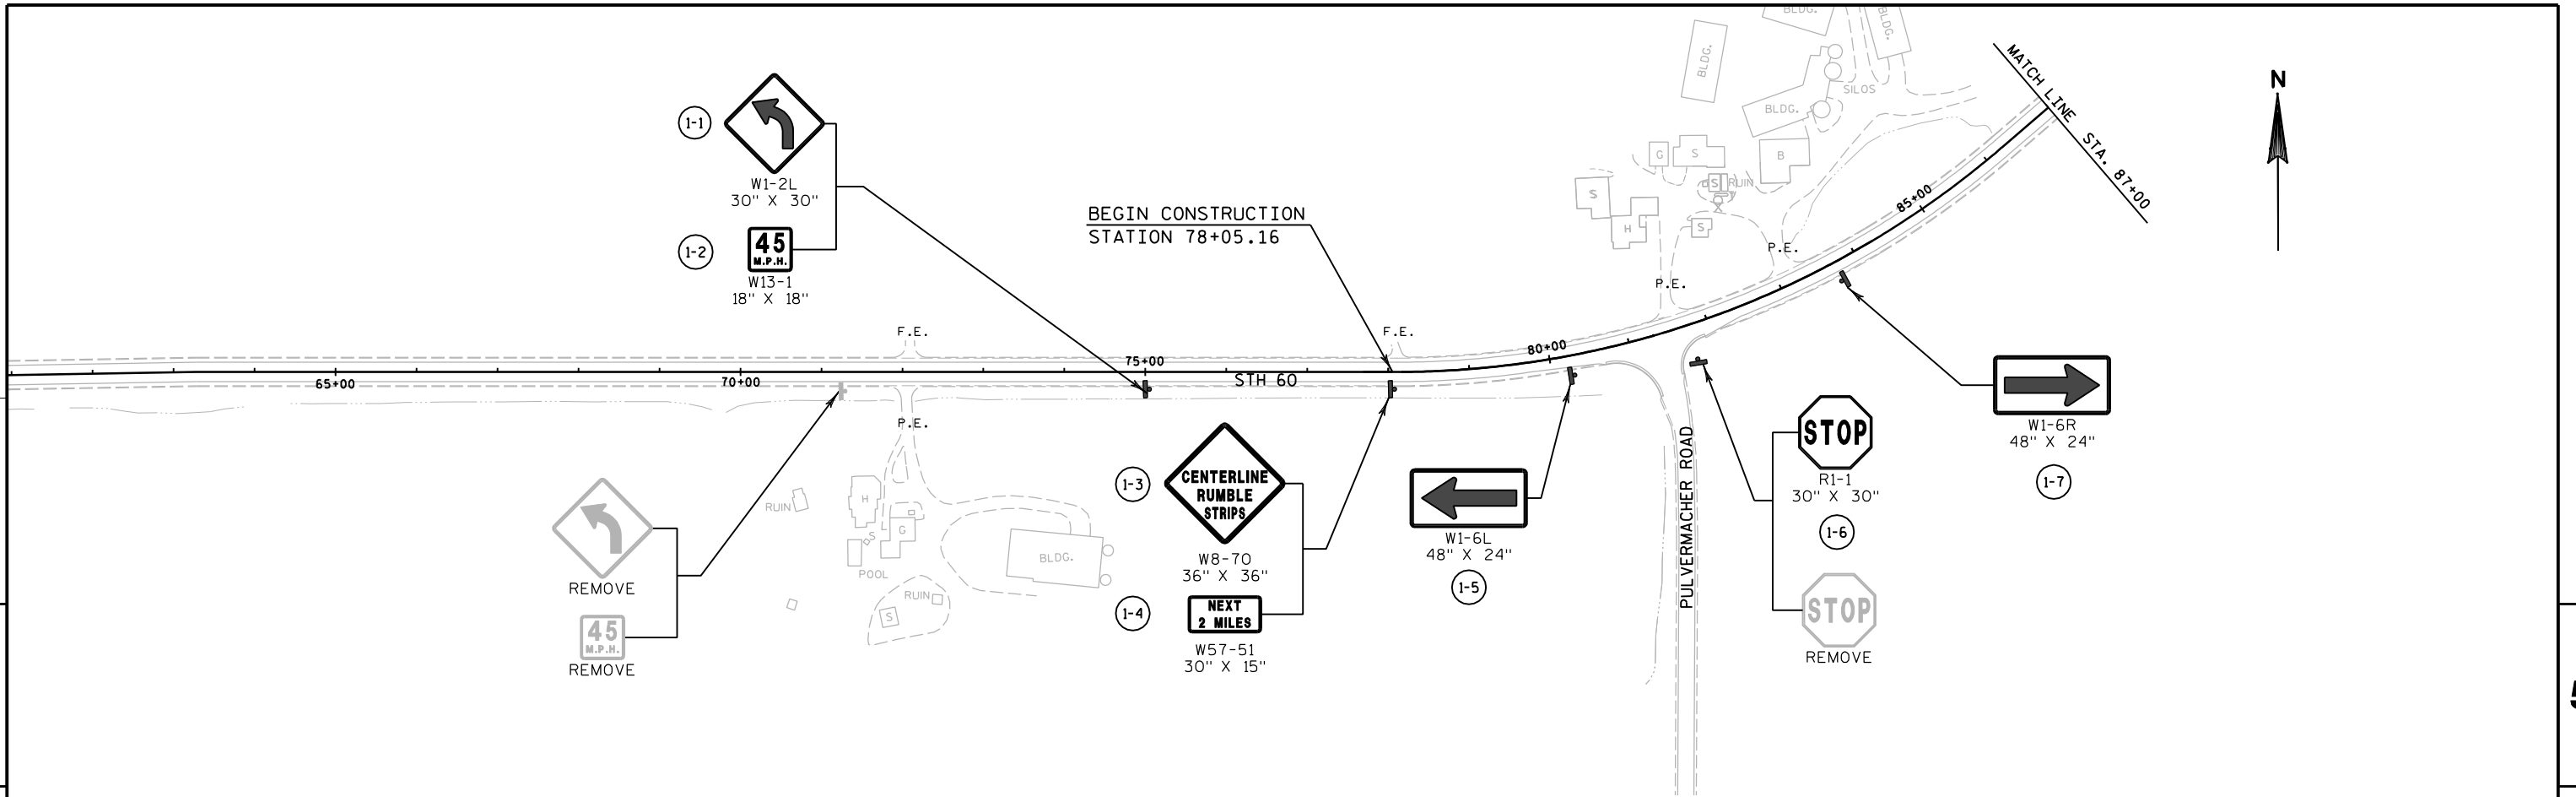 BLDG.
BLDG.
BLDG.
BLDG.
SILOS
MATCH LINE STA. 87+00
N
1-1
W1-2L
30" X 30"
1-2
45
M.P.H.
W13-1
18" X 18"
BEGIN CONSTRUCTION
STATION 78+05.16
G
S
B
S
S
RUIN
H
S
P.E.
P.E.
85+00
F.E.
F.E.
65+00
70+00
75+00
STH 60
80+00
P.E.
REMOVE
45
M.P.H.
REMOVE
RUIN
H
G
S
POOL
RUIN
S
BLDG.
1-3
CENTERLINE
RUMBLE
STRIPS
W8-70
36" X 36"
1-4
NEXT
2 MILES
W57-51
30" X 15"
W1-6L
48" X 24"
1-5
PULVERMACHER ROAD
STOP
R1-1
30" X 30"
1-6
STOP
REMOVE
W1-6R
48" X 24"
1-7